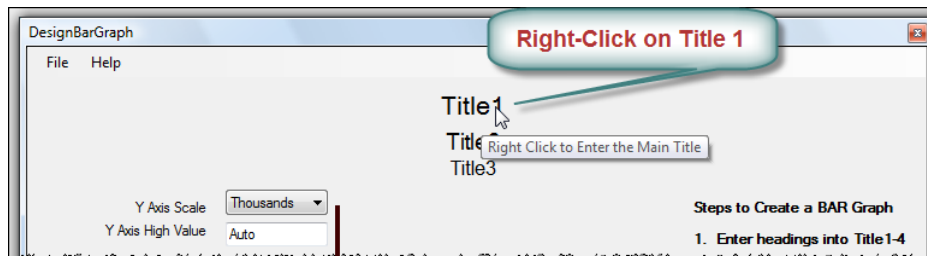 DesignBarGraph
Right-Click on Title 1
File Help
Title1
Title
Right Click to Enter the Main Title
Title3
Y Axis Scale Thousands
Steps to Create a BAR Graph
Y Axis High Value Auto
1. Enter headings into Title1-4